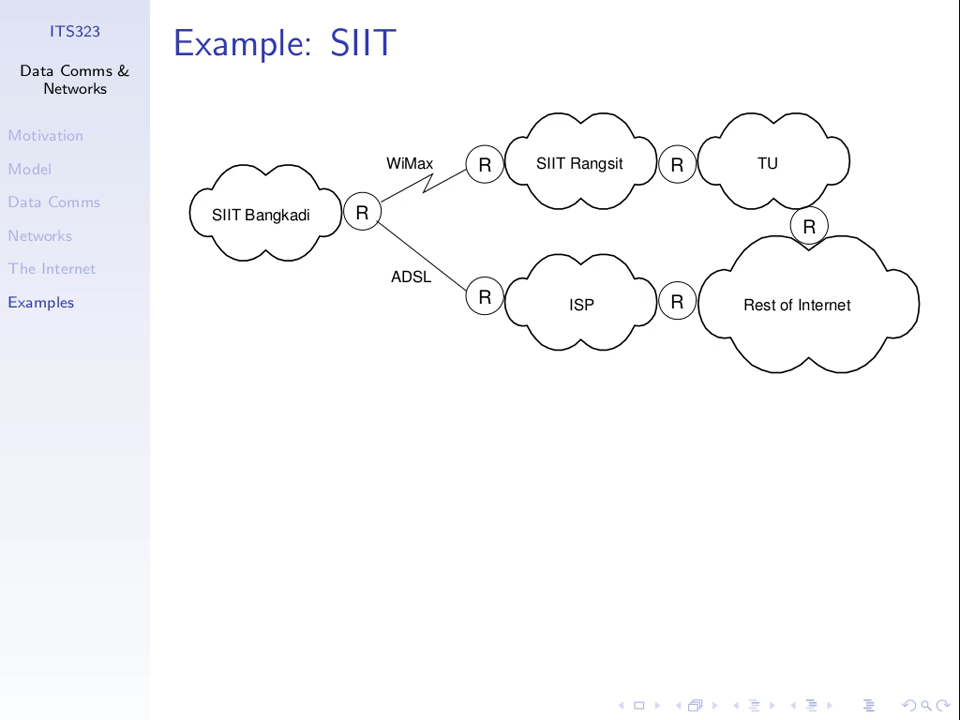 ITS323
Data Comms &
Networks
Motivation
Model
Data Comms
Networks
The Internet
Examples
Example: SIIT
WiMax
R
SIIT Rangsit
R
TU
SIIT Bangkadi
R
R
ADSL
R
ISP
R
Rest of Internet